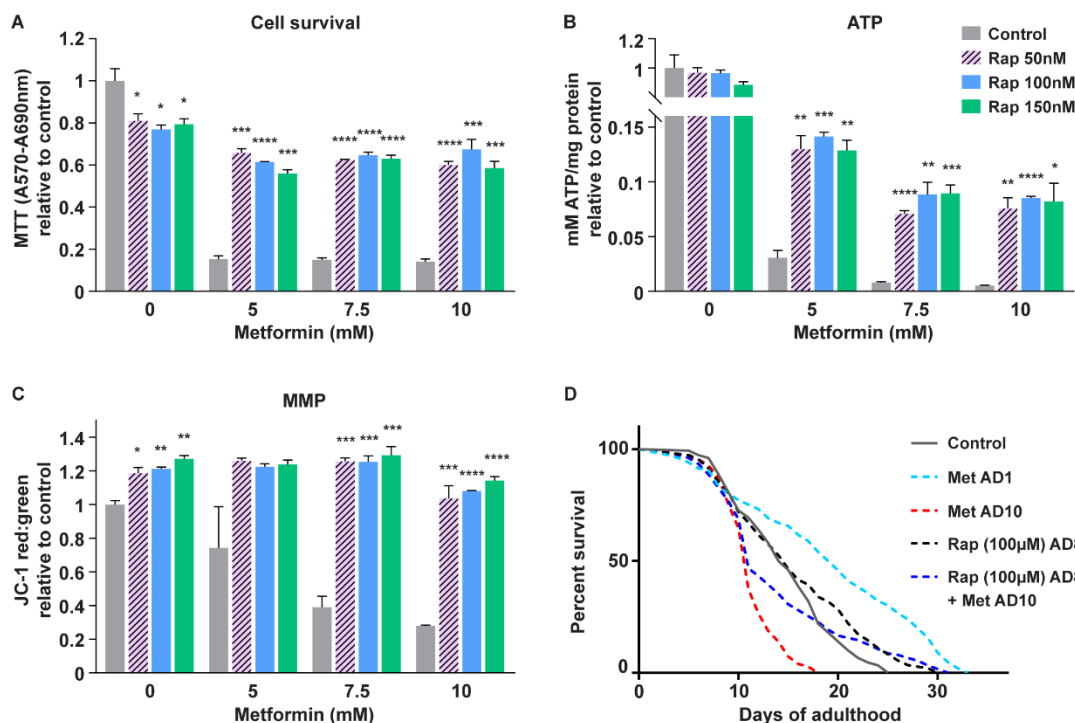 A
Cell survival
MTT (A570-A690nm)
relative to control
1.2
1
0.8
0.6
0.4
0.2
0
*
*
*
***
****
***
****
****
****
****
***
***
0
5
7.5
10
Metformin (mM)
B
ATP
mM ATP/mg protein
relative to control
1.2
1
0.15
0.1
0.05
0
**
***
**
****
**
***
**
****
*
0
5
7.5
10
Metformin (mM)
Control
Rap 50nM
Rap 100nM
Rap 150nM
C
MMP
JC-1 red:green
relative to control
1.4
1.2
1
0.8
0.6
0.4
0.2
0
*
**
**
***
***
***
***
****
****
0
5
7.5
10
Metformin (mM)
D
Percent survival
100
50
0
0
10
20
30
Days of adulthood
Control
Met AD1
Met AD10
Rap (100µM) AD8
Rap (100µM) AD8
+ Met AD10